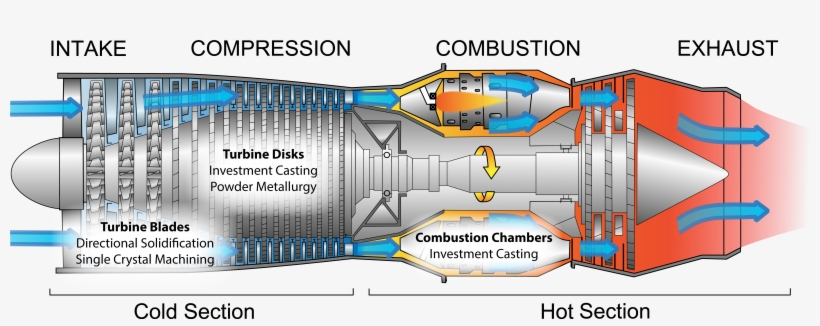 INTAKE
COMPRESSION
COMBUSTION
EXHAUST
Turbine Disks
Investment Casting
Powder Metallurgy
Turbine Blades
Directional Solidification
Single Crystal Machining
Combustion Chambers
Investment Casting
Cold Section
Hot Section